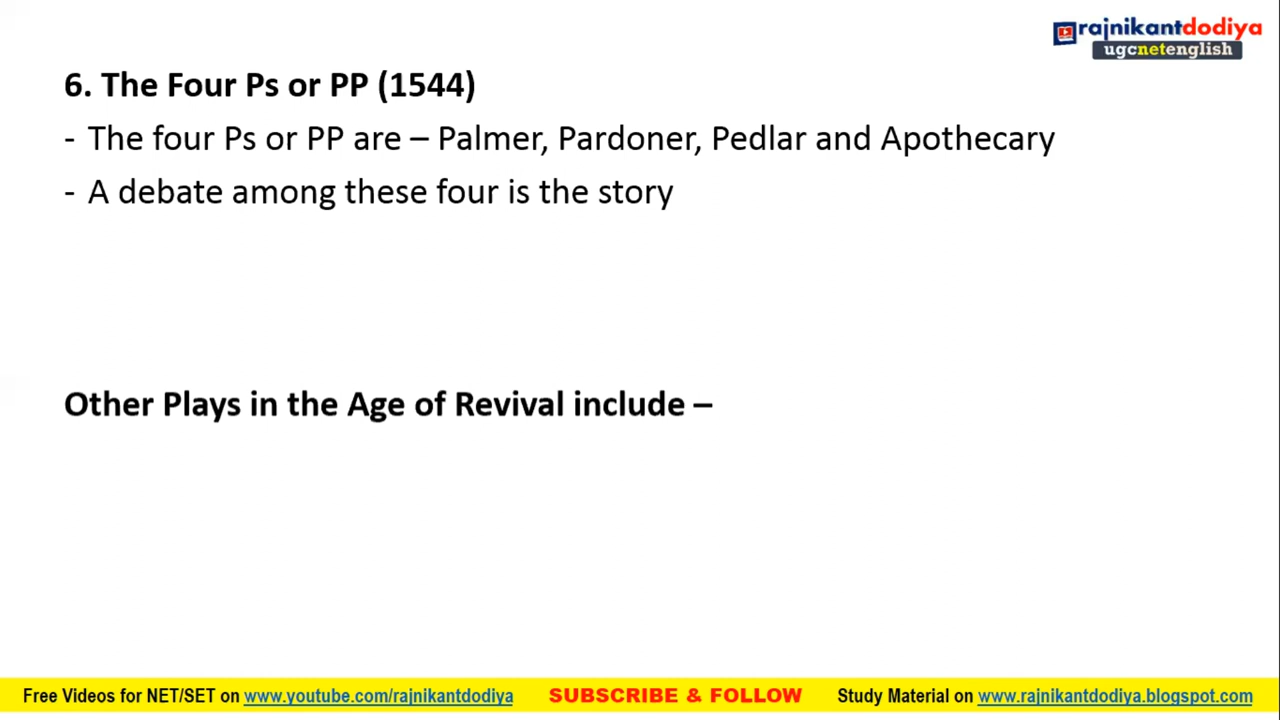 rajnikantdodiya
ugcnetenglish
6. The Four Ps or PP (1544)
- The four Ps or PP are – Palmer, Pardoner, Pedlar and Apothecary
- A debate among these four is the story
Other Plays in the Age of Revival include –
Free Videos for NET/SET on www.youtube.com/rajnikantdodiya SUBSCRIBE & FOLLOW Study Material on www.rajnikantdodiya.blogspot.com